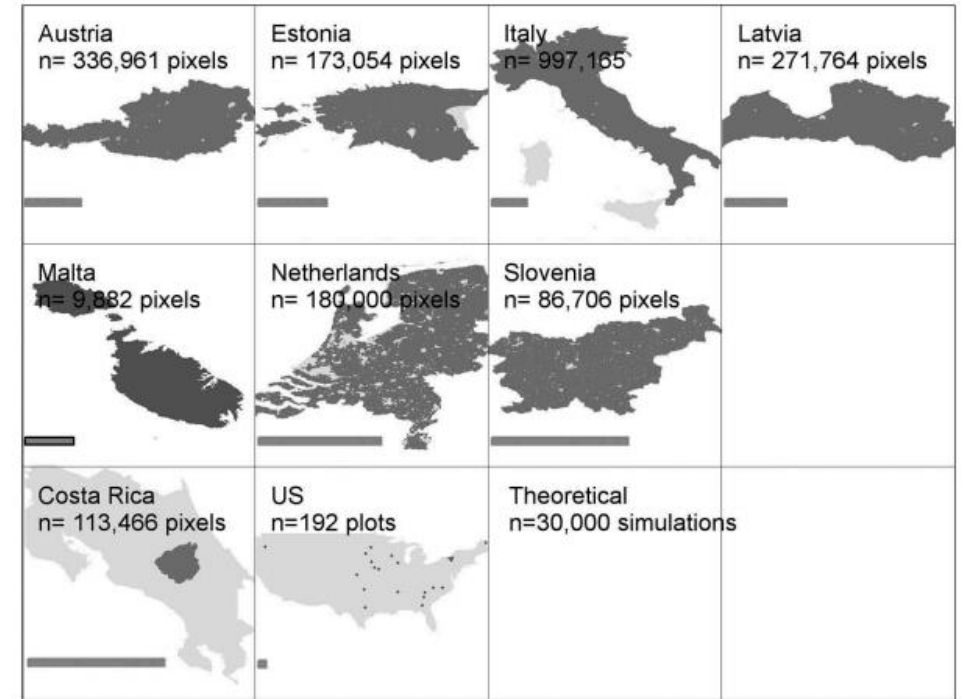 Austria
n= 336,961 pixels
Estonia
n= 173,054 pixels
Italy
n= 997,165
Latvia
n= 271,764 pixels
Malta
n= 9,882 pixels
Netherlands
n= 180,000 pixels
Slovenia
n= 86,706 pixels
Costa Rica
n= 113,466 pixels
US
n=192 plots
Theoretical
n=30,000 simulations